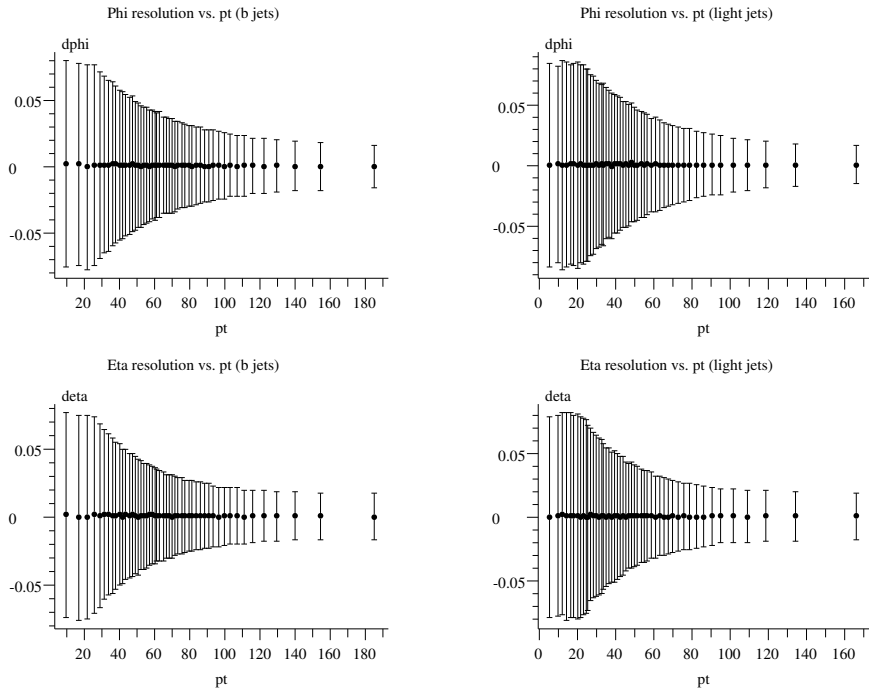 Phi resolution vs. pt (b jets)
dphi
0.05
0
-0.05
20 40 60 80 100 120 140 160 180
pt
Phi resolution vs. pt (light jets)
dphi
0.05
0
-0.05
0 20 40 60 80 100 120 140 160
pt
Eta resolution vs. pt (b jets)
deta
0.05
0
-0.05
20 40 60 80 100 120 140 160 180
pt
Eta resolution vs. pt (light jets)
deta
0.05
0
-0.05
0 20 40 60 80 100 120 140 160
pt